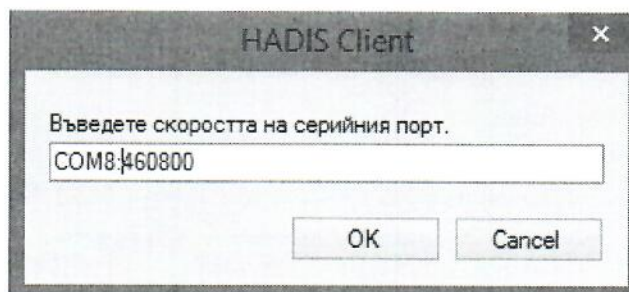 HADIS Client
Въведете скоростта на серийния порт.
COM8:460800
OK
Cancel